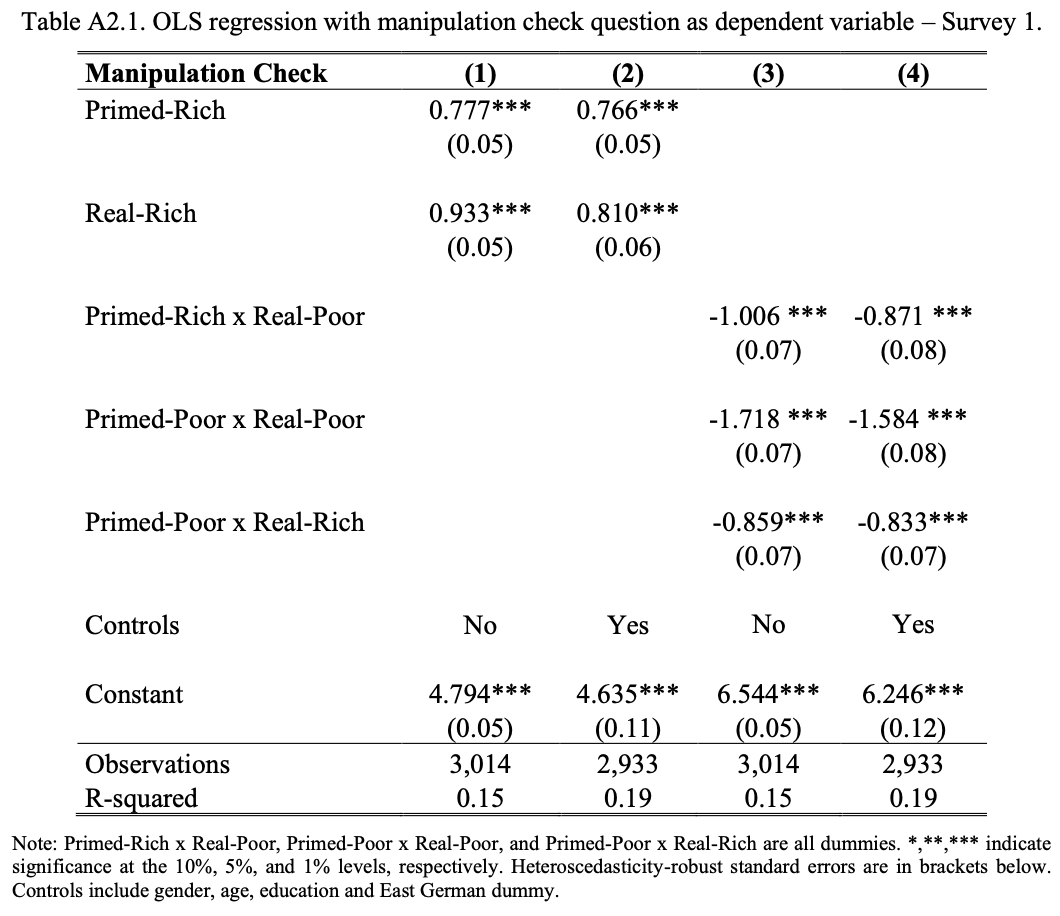 Table A2.1. OLS regression with manipulation check question as dependent variable – Survey 1.
Manipulation Check (1) (2) (3) (4)
Primed-Rich 0.777*** 0.766***
(0.05) (0.05)
Real-Rich 0.933*** 0.810***
(0.05) (0.06)
Primed-Rich x Real-Poor -1.006 *** -0.871 ***
(0.07) (0.08)
Primed-Poor x Real-Poor -1.718 *** -1.584 ***
(0.07) (0.08)
Primed-Poor x Real-Rich -0.859*** -0.833***
(0.07) (0.07)
Controls No Yes No Yes
Constant 4.794*** 4.635*** 6.544*** 6.246***
(0.05) (0.11) (0.05) (0.12)
Observations 3,014 2,933 3,014 2,933
R-squared 0.15 0.19 0.15 0.19
Note: Primed-Rich x Real-Poor, Primed-Poor x Real-Poor, and Primed-Poor x Real-Rich are all dummies. *,**,*** indicate
significance at the 10%, 5%, and 1% levels, respectively. Heteroscedasticity-robust standard errors are in brackets below.
Controls include gender, age, education and East German dummy.